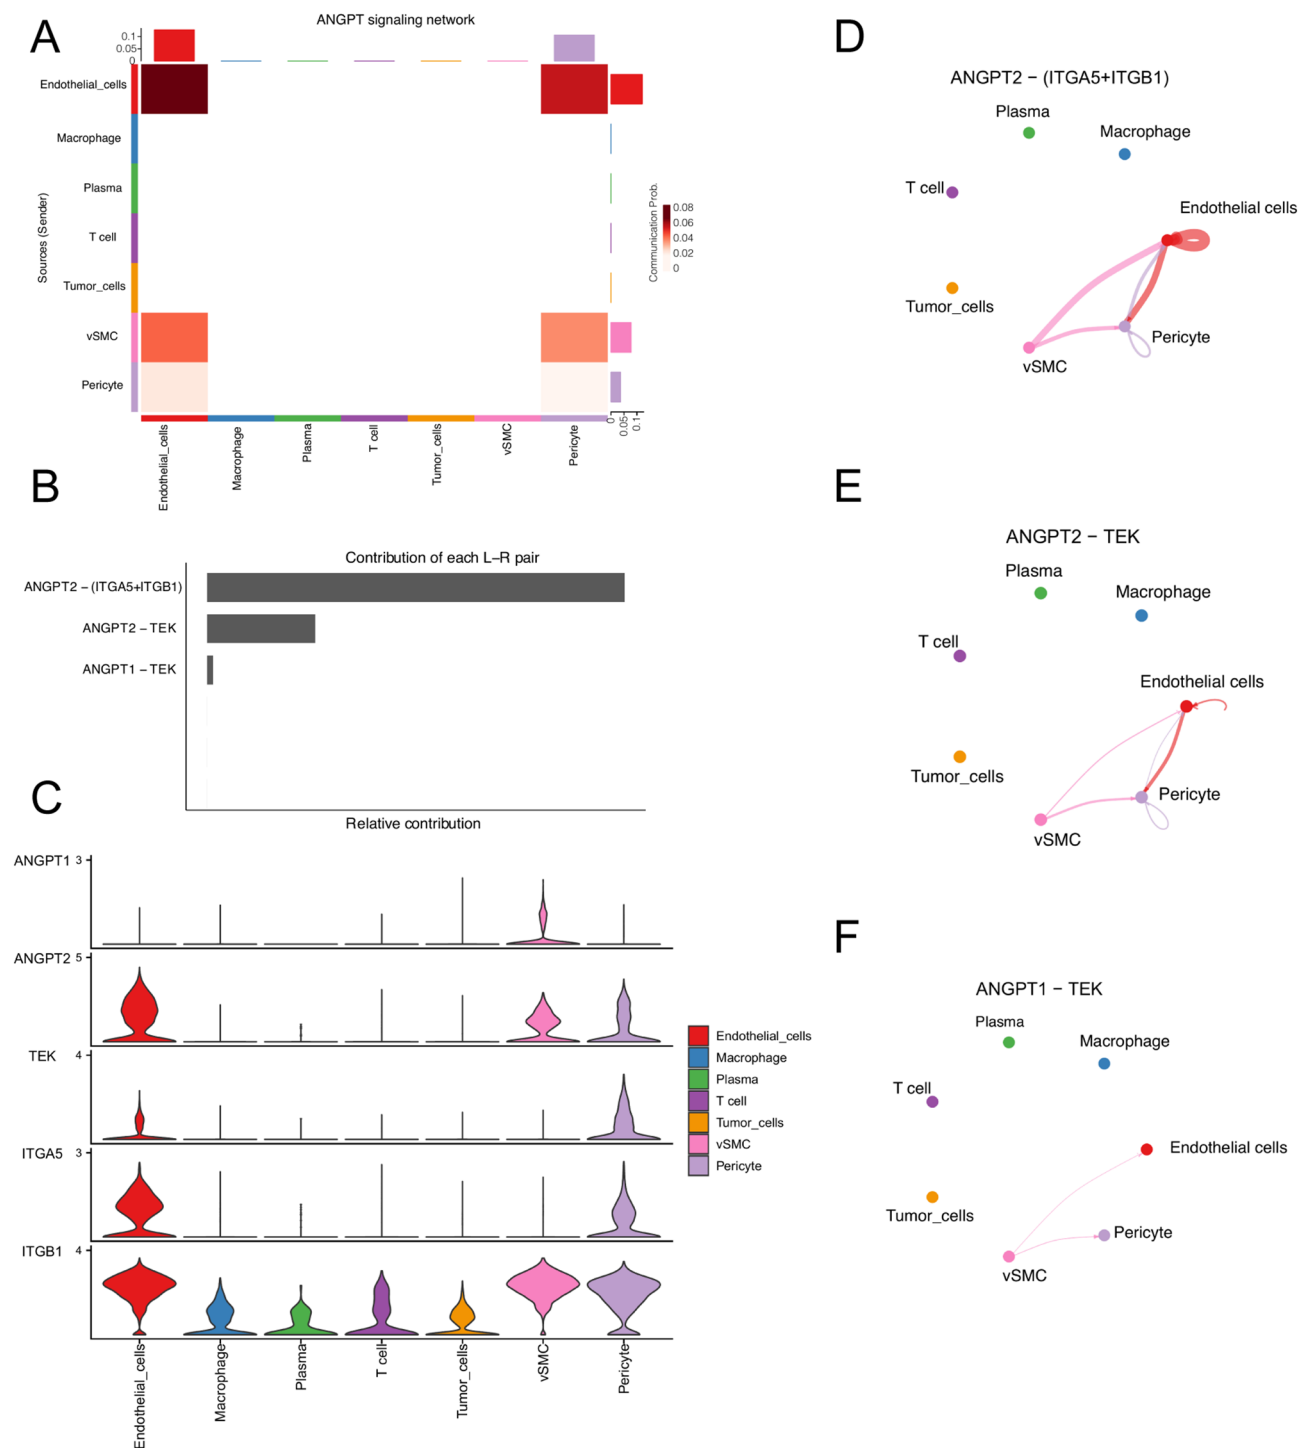 A
ANGPT signaling network
0.1
0.05
0
Endothelial_cells
Macrophage
Plasma
T cell
Tumor_cells
vSMC
Pericyte
Sources (Sender)
Endothelial_cells
Macrophage
Plasma
T cell
Tumor_cells
vSMC
Pericyte
0
0.05
0.1
Communication Prob.
0.08
0.06
0.04
0.02
0
B
Contribution of each L–R pair
ANGPT2 – (ITGA5+ITGB1)
ANGPT2 – TEK
ANGPT1 – TEK
Relative contribution
C
ANGPT1 3
ANGPT2 5
TEK 4
ITGA5 3
ITGB1 4
Endothelial_cells
Macrophage
Plasma
T cell
Tumor_cells
vSMC
Pericyte
Endothelial_cells
Macrophage
Plasma
T cell
Tumor_cells
vSMC
Pericyte
D
ANGPT2 − (ITGA5+ITGB1)
Plasma
Macrophage
T cell
Endothelial cells
Tumor_cells
Pericyte
vSMC
E
ANGPT2 − TEK
Plasma
Macrophage
T cell
Endothelial cells
Tumor_cells
Pericyte
vSMC
F
ANGPT1 − TEK
Plasma
Macrophage
T cell
Endothelial cells
Tumor_cells
Pericyte
vSMC